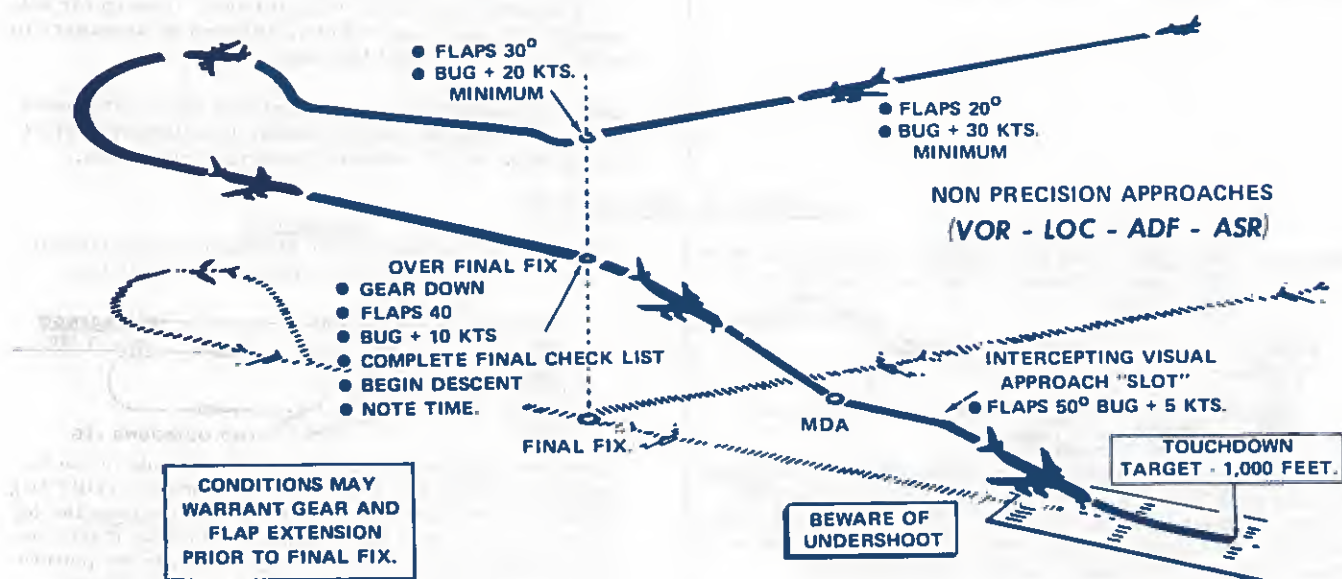 ● FLAPS 30°
● BUG + 20 KTS.
MINIMUM
● FLAPS 20°
● BUG + 30 KTS.
MINIMUM
NON PRECISION APPROACHES
(VOR - LOC - ADF - ASR)
OVER FINAL FIX
● GEAR DOWN
● FLAPS 40
● BUG + 10 KTS
● COMPLETE FINAL CHECK LIST
● BEGIN DESCENT
● NOTE TIME.
INTERCEPTING VISUAL
APPROACH "SLOT"
● FLAPS 50° BUG + 5 KTS.
MDA
FINAL FIX.
TOUCHDOWN
TARGET - 1,000 FEET.
CONDITIONS MAY
WARRANT GEAR AND
FLAP EXTENSION
PRIOR TO FINAL FIX.
BEWARE OF
UNDERSHOOT